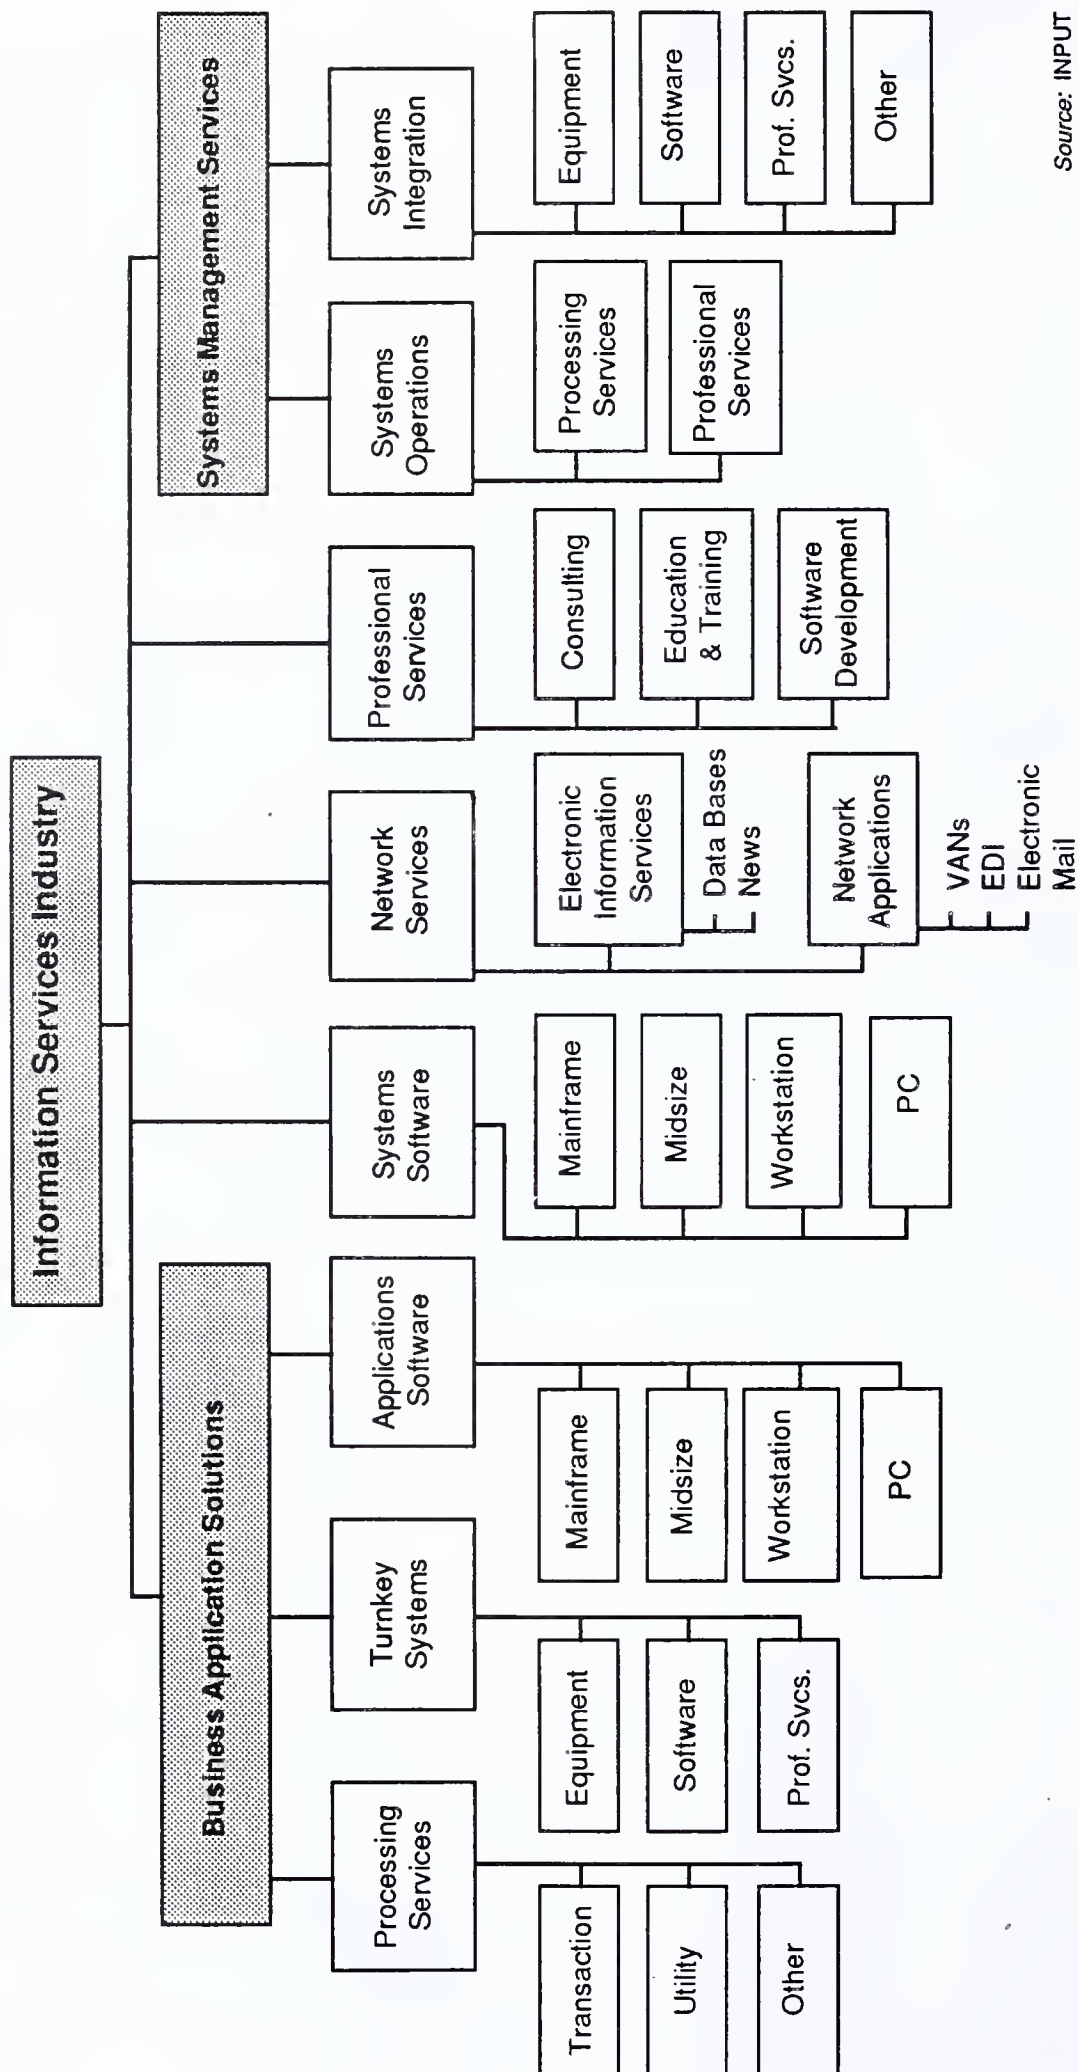 Information Services Industry
Business Application Solutions
Systems Management Services
Processing
Services
Turnkey
Systems
Applications
Software
Systems
Software
Network
Services
Professional
Services
Systems
Operations
Systems
Integration
Transaction
Utility
Other
Equipment
Software
Prof. Svcs.
Mainframe
Midsize
Workstation
PC
Mainframe
Midsize
Workstation
PC
Electronic
Information
Services
Data Bases
News
Network
Applications
VANs
EDI
Electronic
Mail
Consulting
Education
& Training
Software
Development
Processing
Services
Professional
Services
Equipment
Software
Prof. Svcs.
Other
Source: INPUT